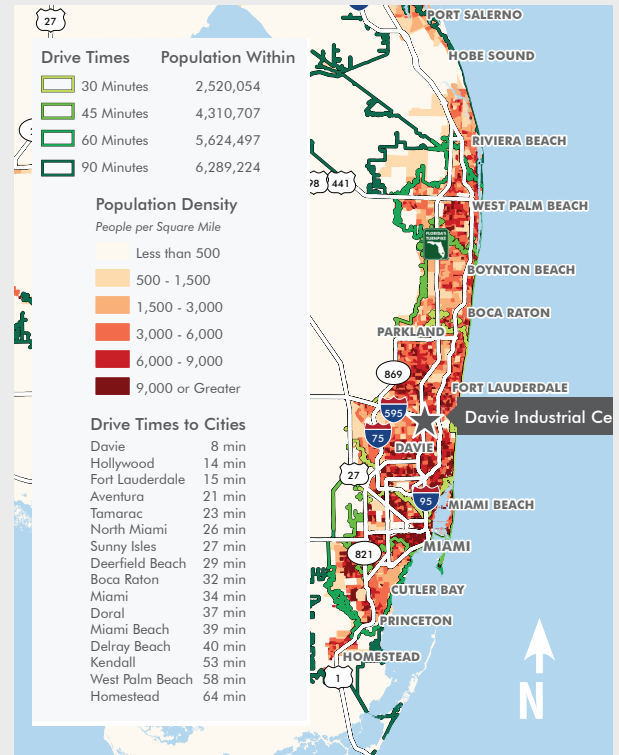 27
PORT SALERNO
HOBE SOUND
Drive Times Population Within
30 Minutes 2,520,054
45 Minutes 4,310,707
60 Minutes 5,624,497
90 Minutes 6,289,224
RIVIERA BEACH
98 441
WEST PALM BEACH
Population Density
People per Square Mile
Less than 500
500 - 1,500
1,500 - 3,000
3,000 - 6,000
6,000 - 9,000
9,000 or Greater
FLORIDA'S
TURNPIKE
BOYNTON BEACH
BOCA RATON
PARKLAND
869
FORT LAUDERDALE
595
Davie Industrial Ce
75
DAVIE
27
95
MIAMI BEACH
MIAMI
821
CUTLER BAY
PRINCETON
HOMESTEAD
1
N
Drive Times to Cities
Davie 8 min
Hollywood 14 min
Fort Lauderdale 15 min
Aventura 21 min
Tamarac 23 min
North Miami 26 min
Sunny Isles 27 min
Deerfield Beach 29 min
Boca Raton 32 min
Miami 34 min
Doral 37 min
Miami Beach 39 min
Delray Beach 40 min
Kendall 53 min
West Palm Beach 58 min
Homestead 64 min